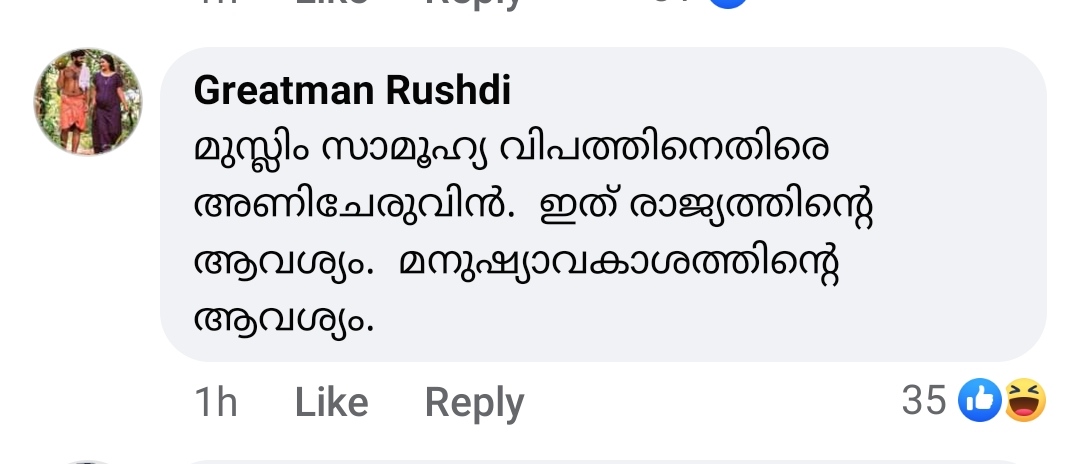 Greatman Rushdi
മുസ്ലിം സാമൂഹ്യ വിപത്തിനെതിരെ
അണിചേരുവിൻ. ഇത് രാജ്യത്തിന്റെ
ആവശ്യം. മനുഷ്യാവകാശത്തിന്റെ
ആവശ്യം.
1h Like Reply 35